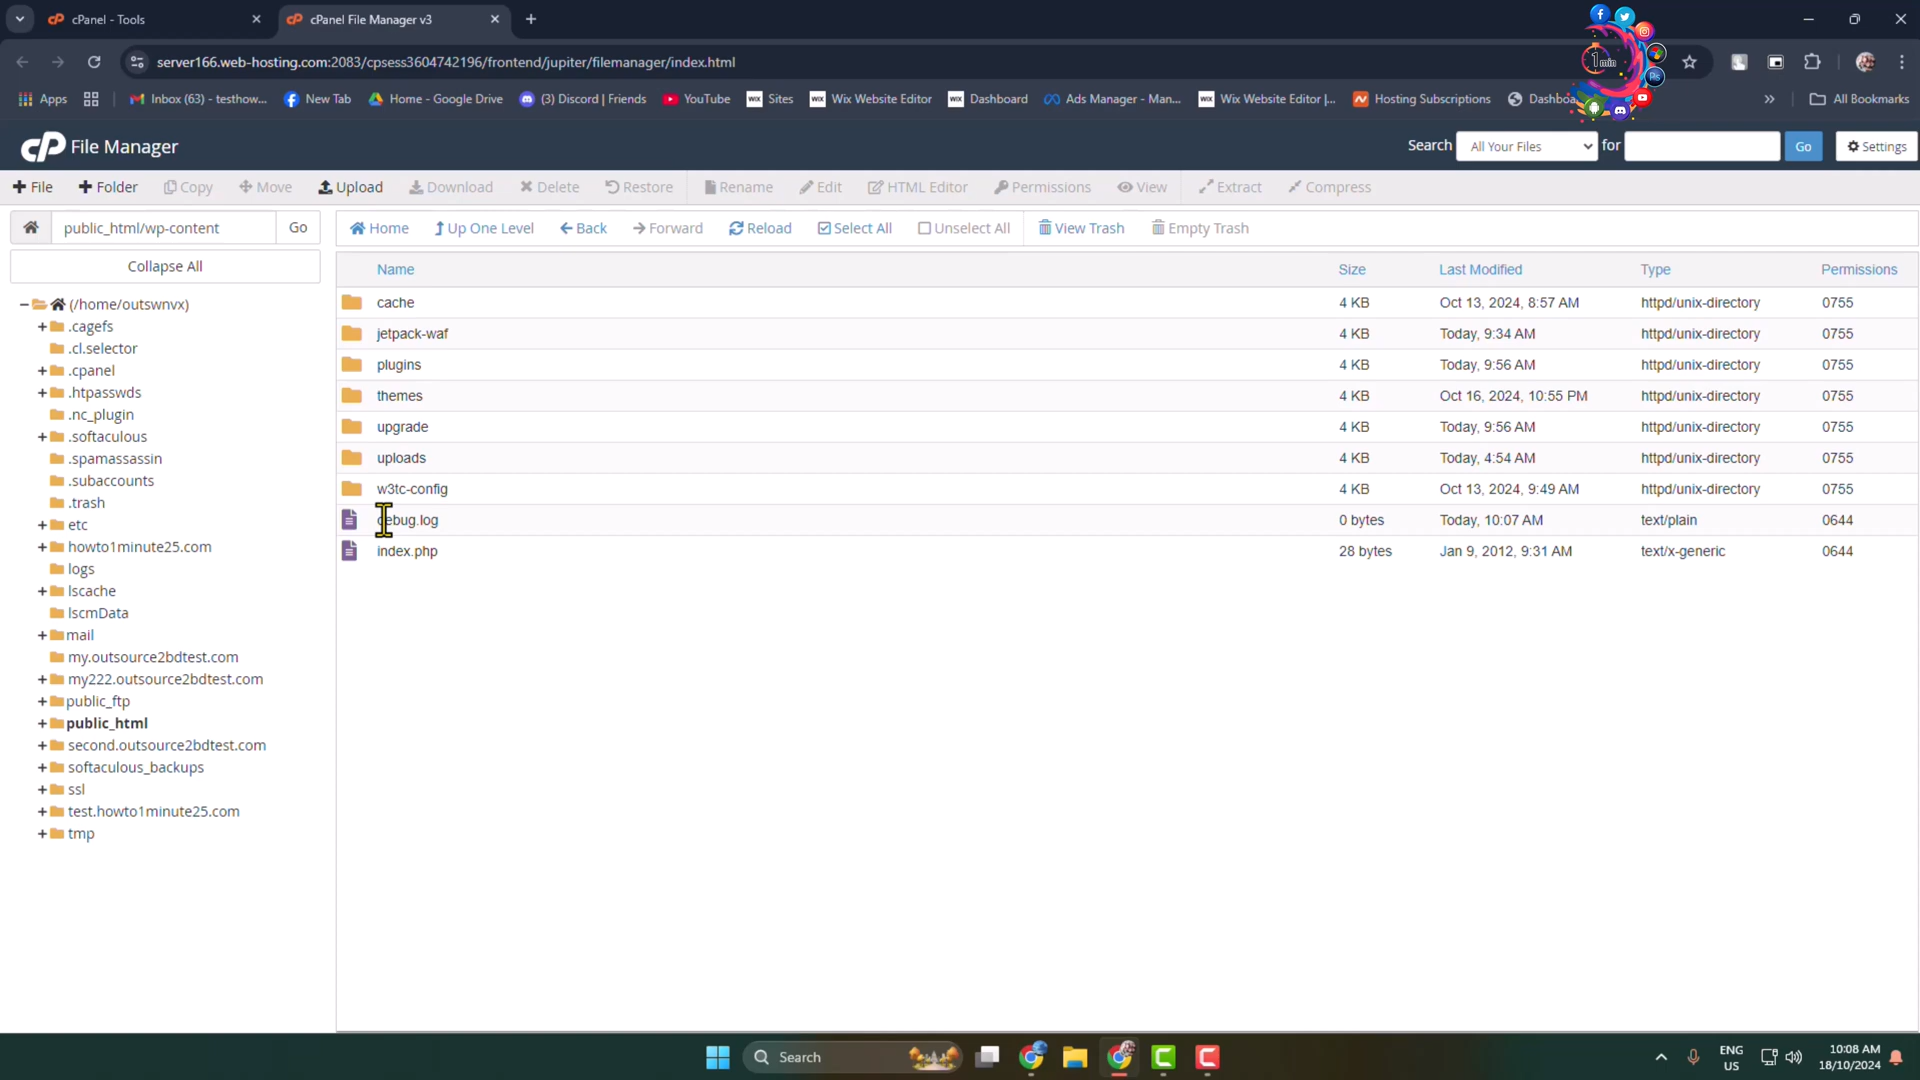 cPanel - Tools
cPanel File Manager v3
server166.web-hosting.com:2083/cpsess3604742196/frontend/jupiter/filemanager/index.html
1min
Ps
Apps
Inbox (63) - testhow...
New Tab
Home - Google Drive
(3) Discord | Friends
YouTube
WIX Sites
WIX Wix Website Editor
WIX Dashboard
Ads Manager - Man...
WIX Wix Website Editor |...
Hosting Subscriptions
All Bookmarks
cP File Manager
Search All Your Files for Go Settings
File Folder Copy Move Upload Download Delete Restore Rename Edit HTML Editor Permissions View Extract Compress
public_html/wp-content Go
Home Up One Level Back Forward Reload Select All Unselect All View Trash Empty Trash
Collapse All
(/home/outswnvx)
.cagefs
.cl.selector
.cpanel
.htpasswds
.nc_plugin
.softaculous
.spamassassin
.subaccounts
.trash
etc
howto1minute25.com
logs
lscache
lscmData
mail
my.outsource2bdtest.com
my222.outsource2bdtest.com
public_ftp
public_html
second.outsource2bdtest.com
softaculous_backups
ssl
test.howto1minute25.com
tmp
Name Size Last Modified Type Permissions
cache 4 KB Oct 13, 2024, 8:57 AM httpd/unix-directory 0755
jetpack-waf 4 KB Today, 9:34 AM httpd/unix-directory 0755
plugins 4 KB Today, 9:56 AM httpd/unix-directory 0755
themes 4 KB Oct 16, 2024, 10:55 PM httpd/unix-directory 0755
upgrade 4 KB Today, 9:56 AM httpd/unix-directory 0755
uploads 4 KB Today, 4:54 AM httpd/unix-directory 0755
w3tc-config 4 KB Oct 13, 2024, 9:49 AM httpd/unix-directory 0755
debug.log 0 bytes Today, 10:07 AM text/plain 0644
index.php 28 bytes Jan 9, 2012, 9:31 AM text/x-generic 0644
Search
ENG
US
10:08 AM
18/10/2024